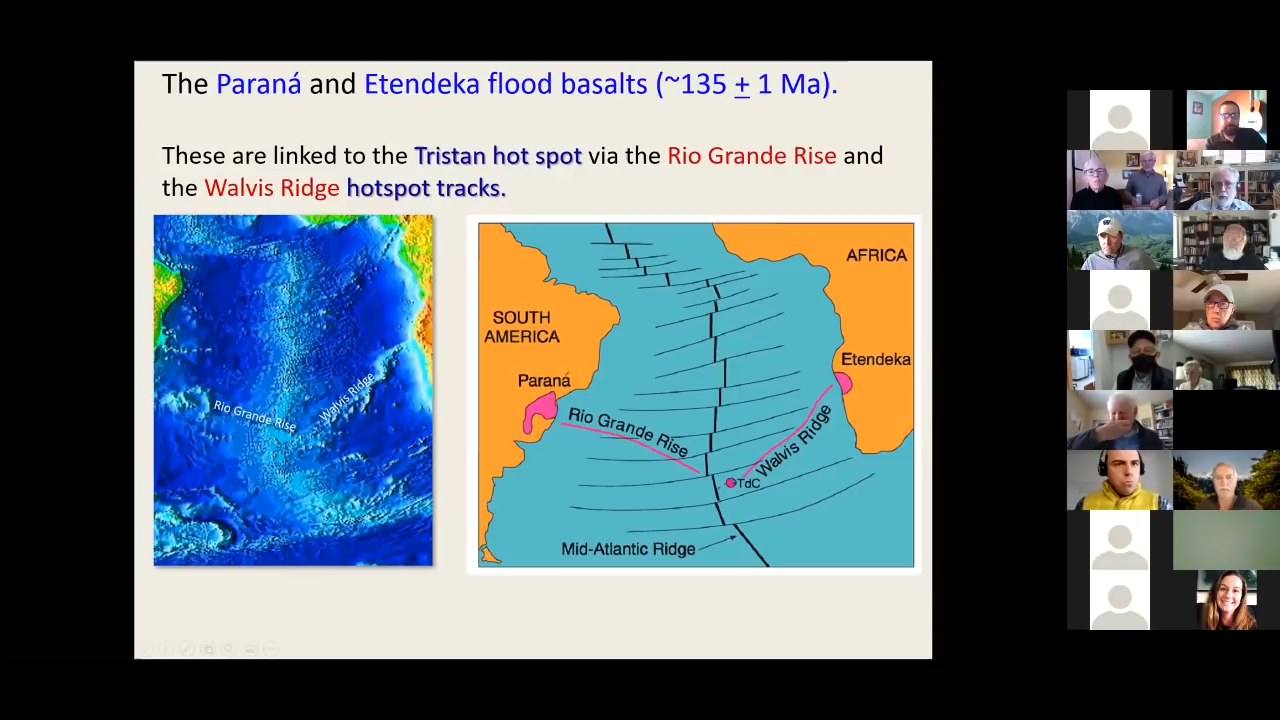 The Paraná and Etendeka flood basalts (~135 ± 1 Ma).
These are linked to the Tristan hot spot via the Rio Grande Rise and
the Walvis Ridge hotspot tracks.
Rio Grande Rise
Walvis Ridge
AFRICA
SOUTH
AMERICA
Etendeka
Paraná
Rio Grande Rise
Walvis Ridge
TdC
Mid-Atlantic Ridge